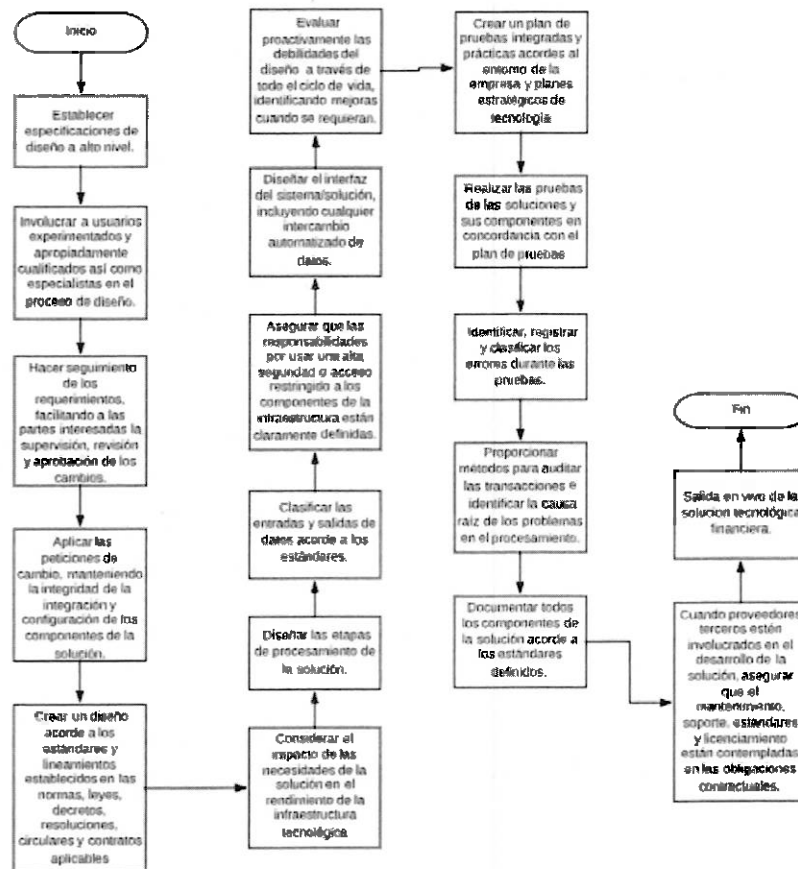 Inicio
Establecer
especificaciones de
diseño a alto nivel.
Involucrar a usuarios
experimentados y
apropiadamente
cualificados así como
especialistas en el
proceso de diseño.
Hacer seguimiento
de los
requerimientos,
facilitando a las
partes interesadas la
supervisión, revisión
y aprobación de los
cambios.
Aplicar las
peticiones de
cambio, manteniendo
la integridad de la
integración y
configuración de los
componentes de la
solución.
Crear un diseño
acorde a los
estándares y
lineamientos
establecidos en las
normas, leyes,
decretos,
resoluciones,
circulares y contratos
aplicables
Considerar el
impacto de las
necesidades de la
solución en el
rendimiento de la
infraestructura
tecnológica
Diseñar las etapas
de procesamiento de
la solución.
Clasificar las
entradas y salidas de
datos acorde a los
estándares.
Asegurar que las
responsabilidades
por usar una alta
seguridad o acceso
restringido a los
componentes de la
infraestructura están
claramente definidas.
Diseñar el interfaz
del sistema/solución,
incluyendo cualquier
intercambio
automatizado de
datos.
Evaluar
proactivamente las
debilidades del
diseño a través de
todo el ciclo de vida,
identificando mejoras
cuando se requieran.
Crear un plan de
pruebas integradas y
prácticas acordes al
entorno de la
empresa y planes
estratégicos de
tecnología
Realizar las pruebas
de las soluciones y
sus componentes en
concordancia con el
plan de pruebas
Identificar, registrar
y clasificar los
errores durante las
pruebas.
Proporcionar
métodos para auditar
las transacciones e
identificar la causa
raíz de los problemas
en el procesamiento.
Documentar todos
los componentes de
la solución acorde a
los estándares
definidos.
Cuando proveedores
terceros estén
involucrados en el
desarrollo de la
solución, asegurar
que el
mantenimiento,
soporte, estándares
y licenciamiento
están contempladas
en las obligaciones
contractuales.
Salida en vivo de la
solución tecnológica
financiera.
Fin